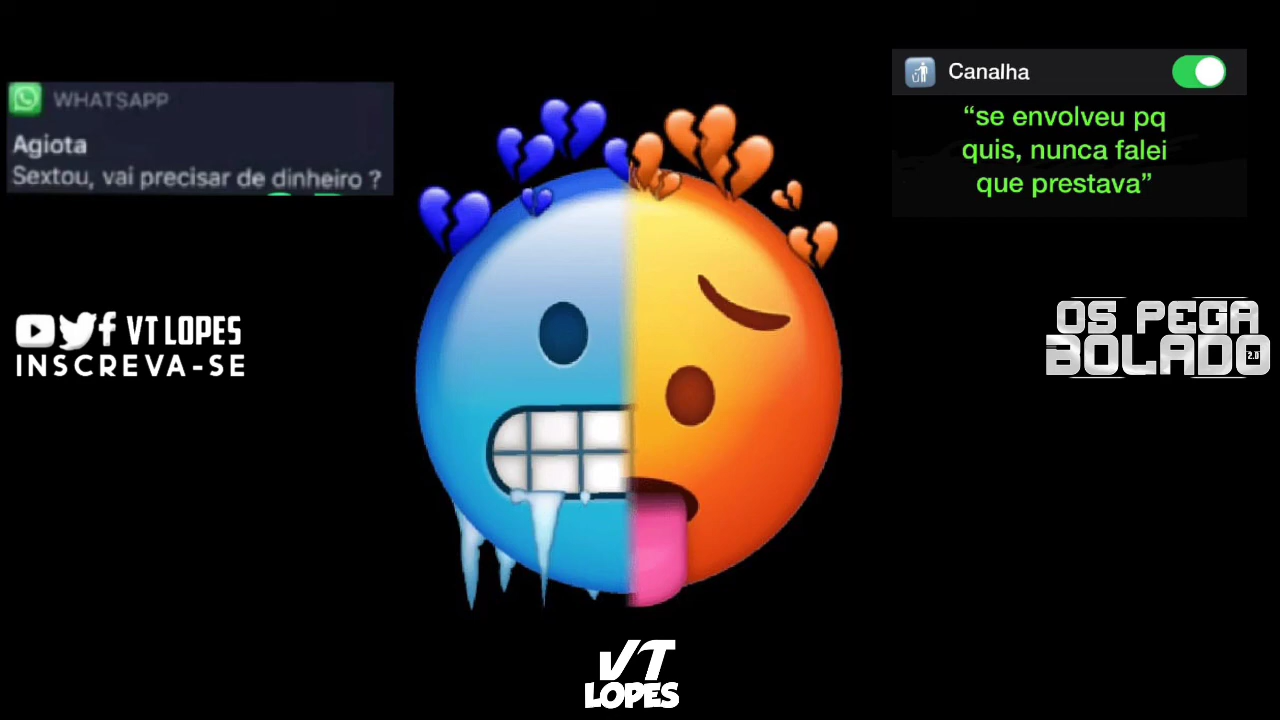 WHATSAPP
Agiota
Sextou, vai precisar de dinheiro ?
Canalha
“se envolveu pq
quis, nunca falei
que prestava”
VT LOPES
INSCREVA-SE
OS PEGA
BOLADO
2.0
VT
LOPES